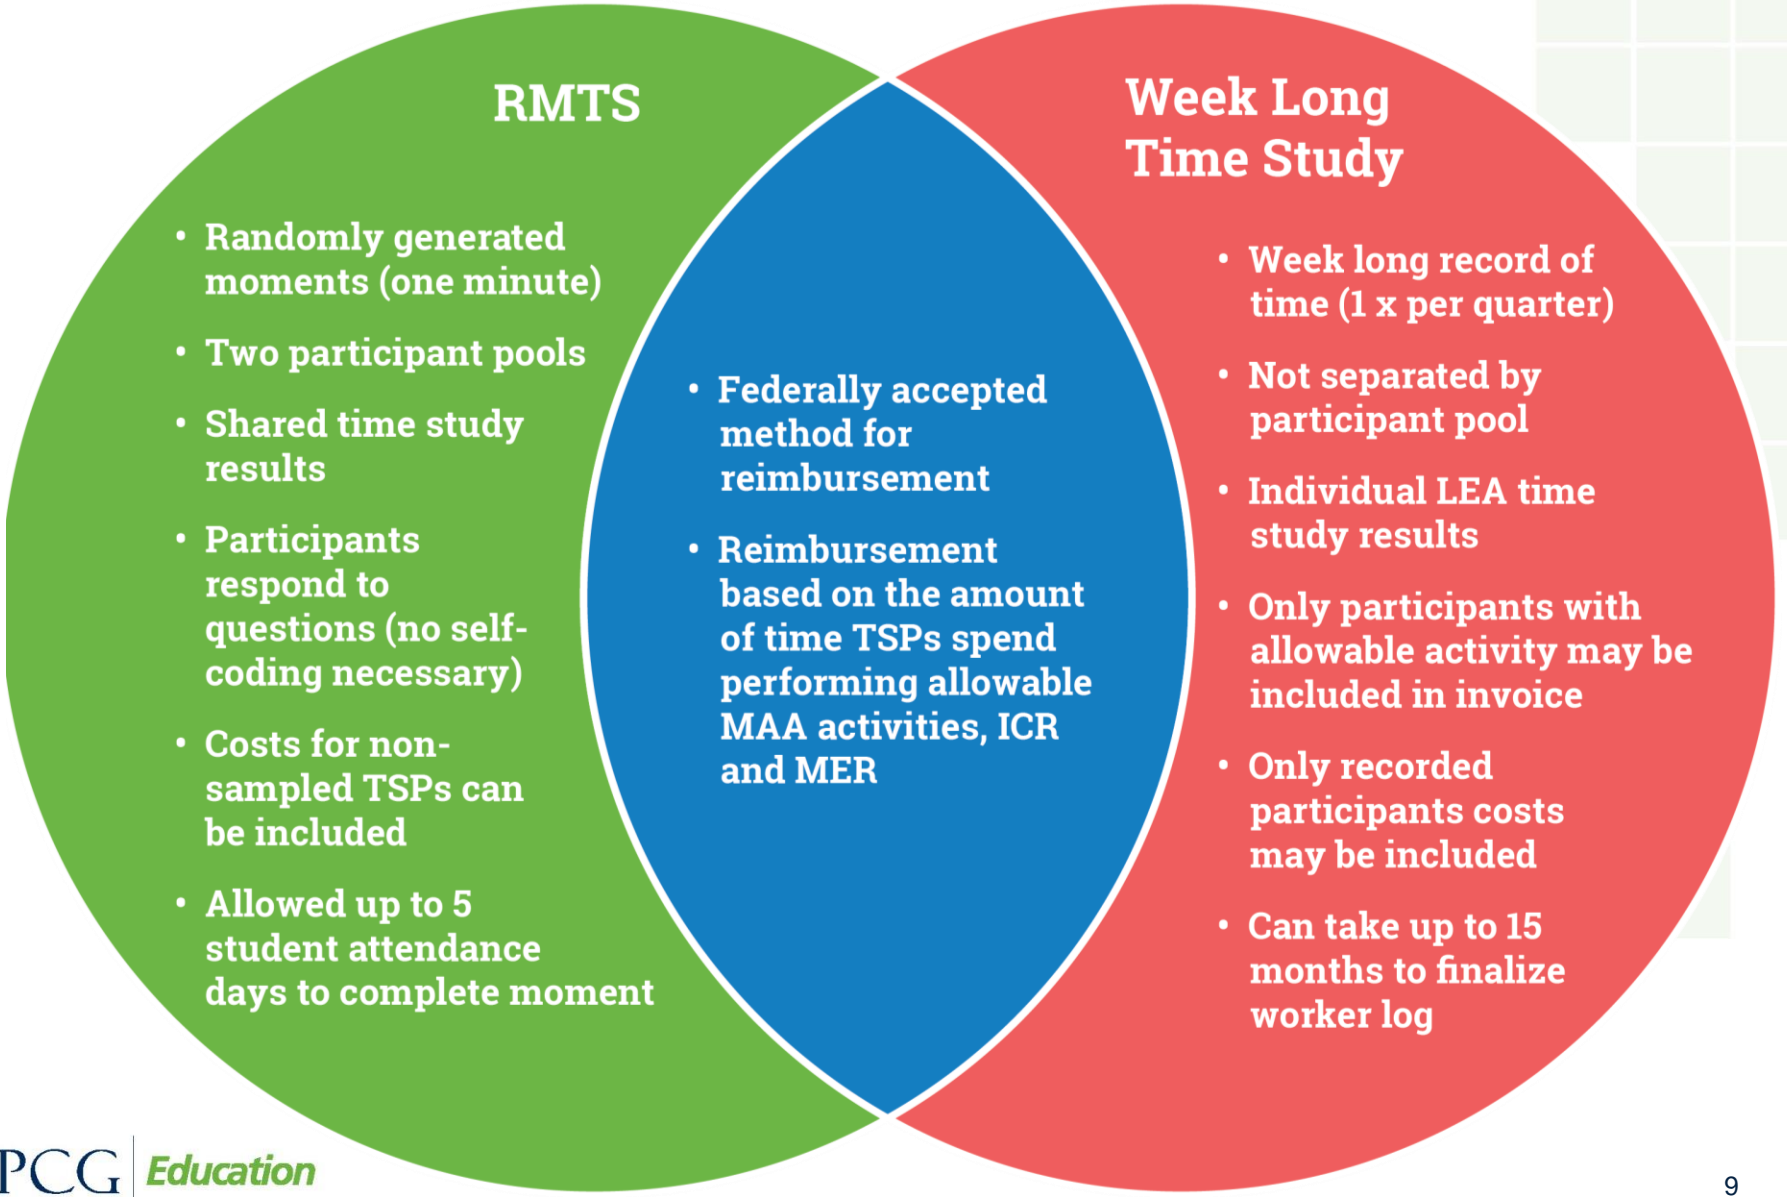 RMTS
• Randomly generated
moments (one minute)
• Two participant pools
• Shared time study
results
• Participants
respond to
questions (no self-
coding necessary)
• Costs for non-
sampled TSPs can
be included
• Allowed up to 5
student attendance
days to complete moment
• Federally accepted
method for
reimbursement
• Reimbursement
based on the amount
of time TSPs spend
performing allowable
MAA activities, ICR
and MER
Week Long
Time Study
• Week long record of
time (1 x per quarter)
• Not separated by
participant pool
• Individual LEA time
study results
• Only participants with
allowable activity may be
included in invoice
• Only recorded
participants costs
may be included
• Can take up to 15
months to finalize
worker log
PCG Education
9